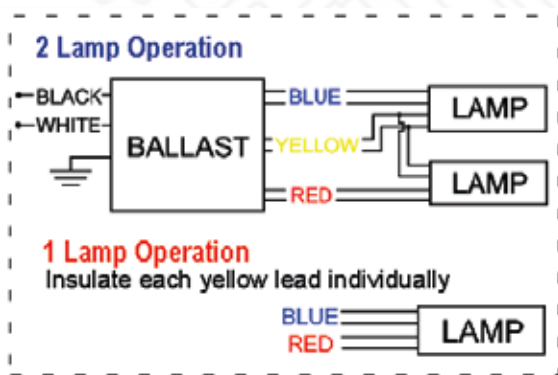 2 Lamp Operation
BLACK
WHITE
BALLAST
BLUE
YELLOW
RED
LAMP
LAMP
1 Lamp Operation
Insulate each yellow lead individually
BLUE
RED
LAMP